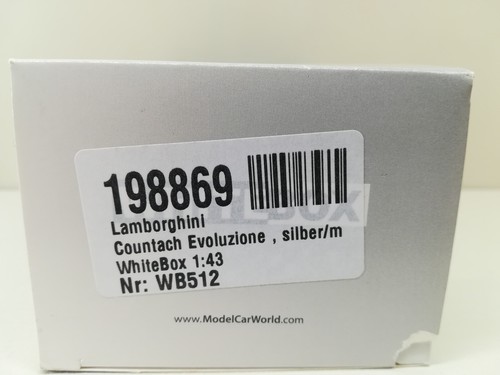 198869
Lamborghini
Countach Evoluzione , silber/m
WhiteBox 1:43
Nr: WB512
www.ModelCarWorld.com